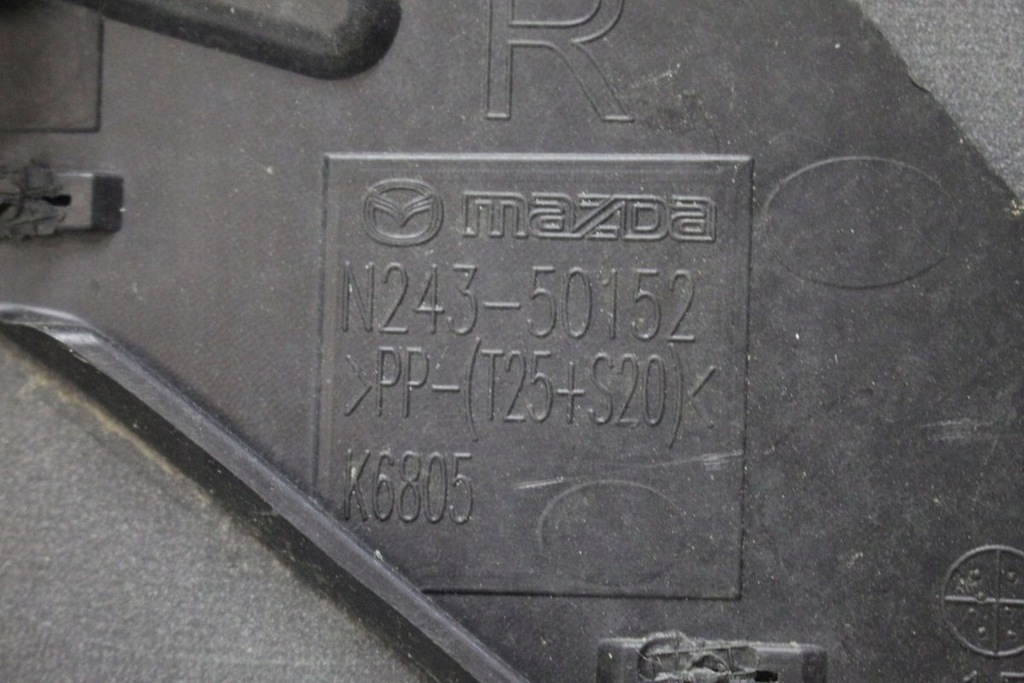 R
mazda
N243-50152
>PP-(T25+S20)<
K6805